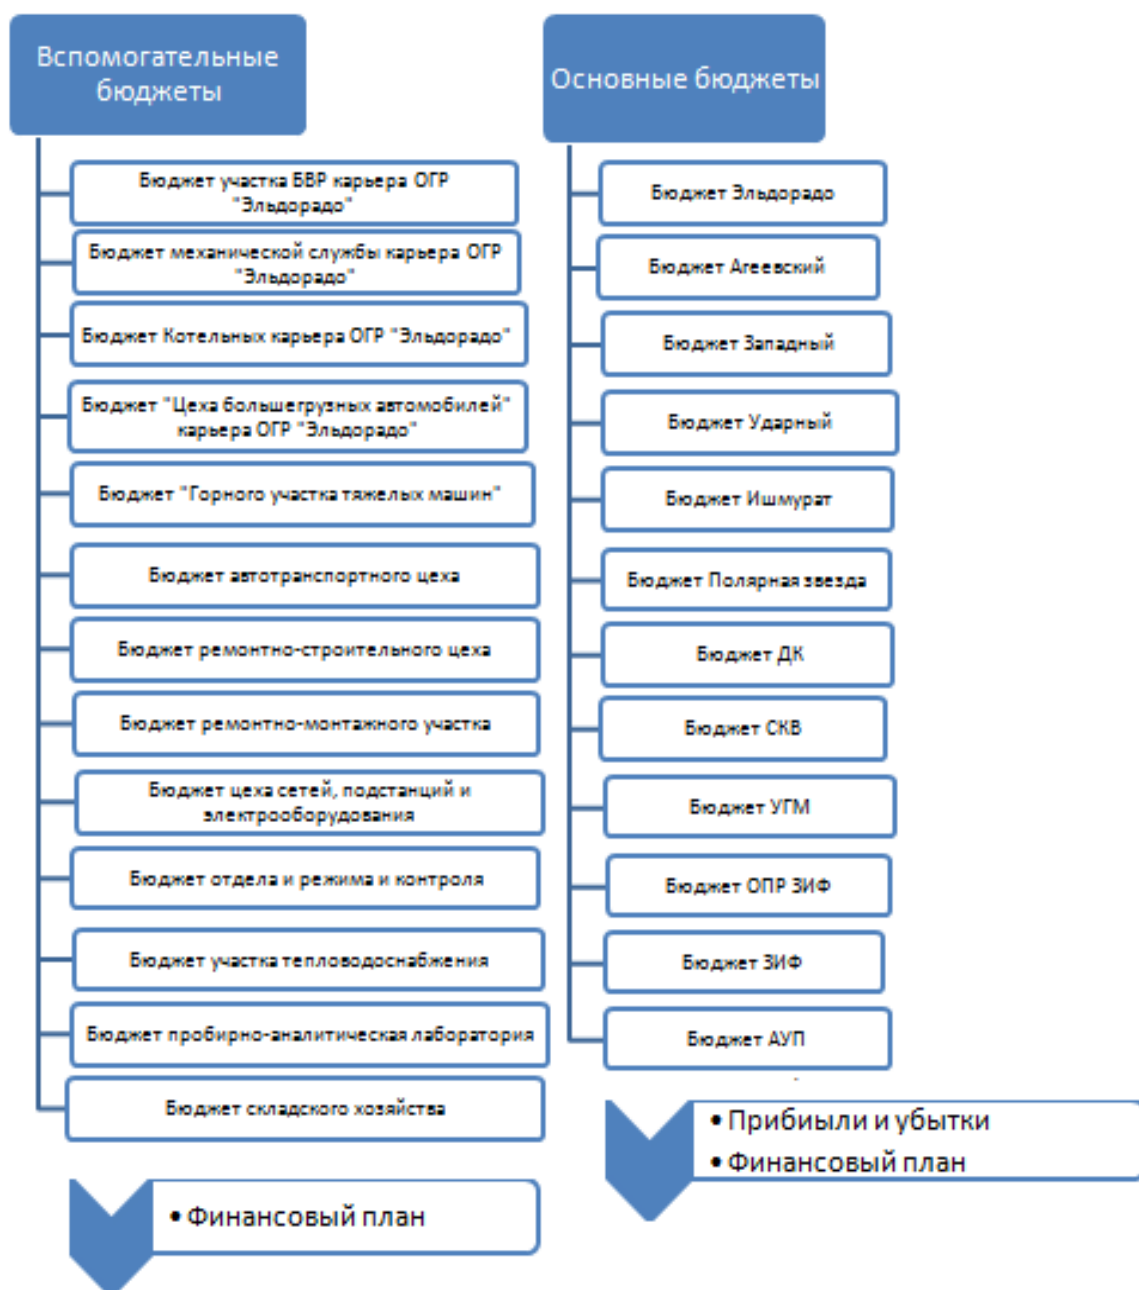 Вспомогательные
бюджеты
Бюджет участка БВР карьера ОГР
"Эльдорадо"
Бюджет механической службы карьера ОГР
"Эльдорадо"
Бюджет Котельных карьера ОГР "Эльдорадо"
Бюджет "Цеха большегрузных автомобилей"
карьера ОГР "Эльдорадо"
Бюджет "Горного участка тяжелых машин"
Бюджет автотранспортного цеха
Бюджет ремонтно-строительного цеха
Бюджет ремонтно-монтажного участка
Бюджет цеха сетей, подстанций и
электрооборудования
Бюджет отдела и режима и контроля
Бюджет участка тепловодоснабжения
Бюджет пробирно-аналитическая лаборатория
Бюджет складского хозяйства
• Финансовый план
Основные бюджеты
Бюджет Эльдорадо
Бюджет Агеевский
Бюджет Западный
Бюджет Ударный
Бюджет Ишмурат
Бюджет Полярная звезда
Бюджет ДК
Бюджет СКВ
Бюджет УГМ
Бюджет ОПР ЗИФ
Бюджет ЗИФ
Бюджет АУП
• Прибиыли и убытки
• Финансовый план